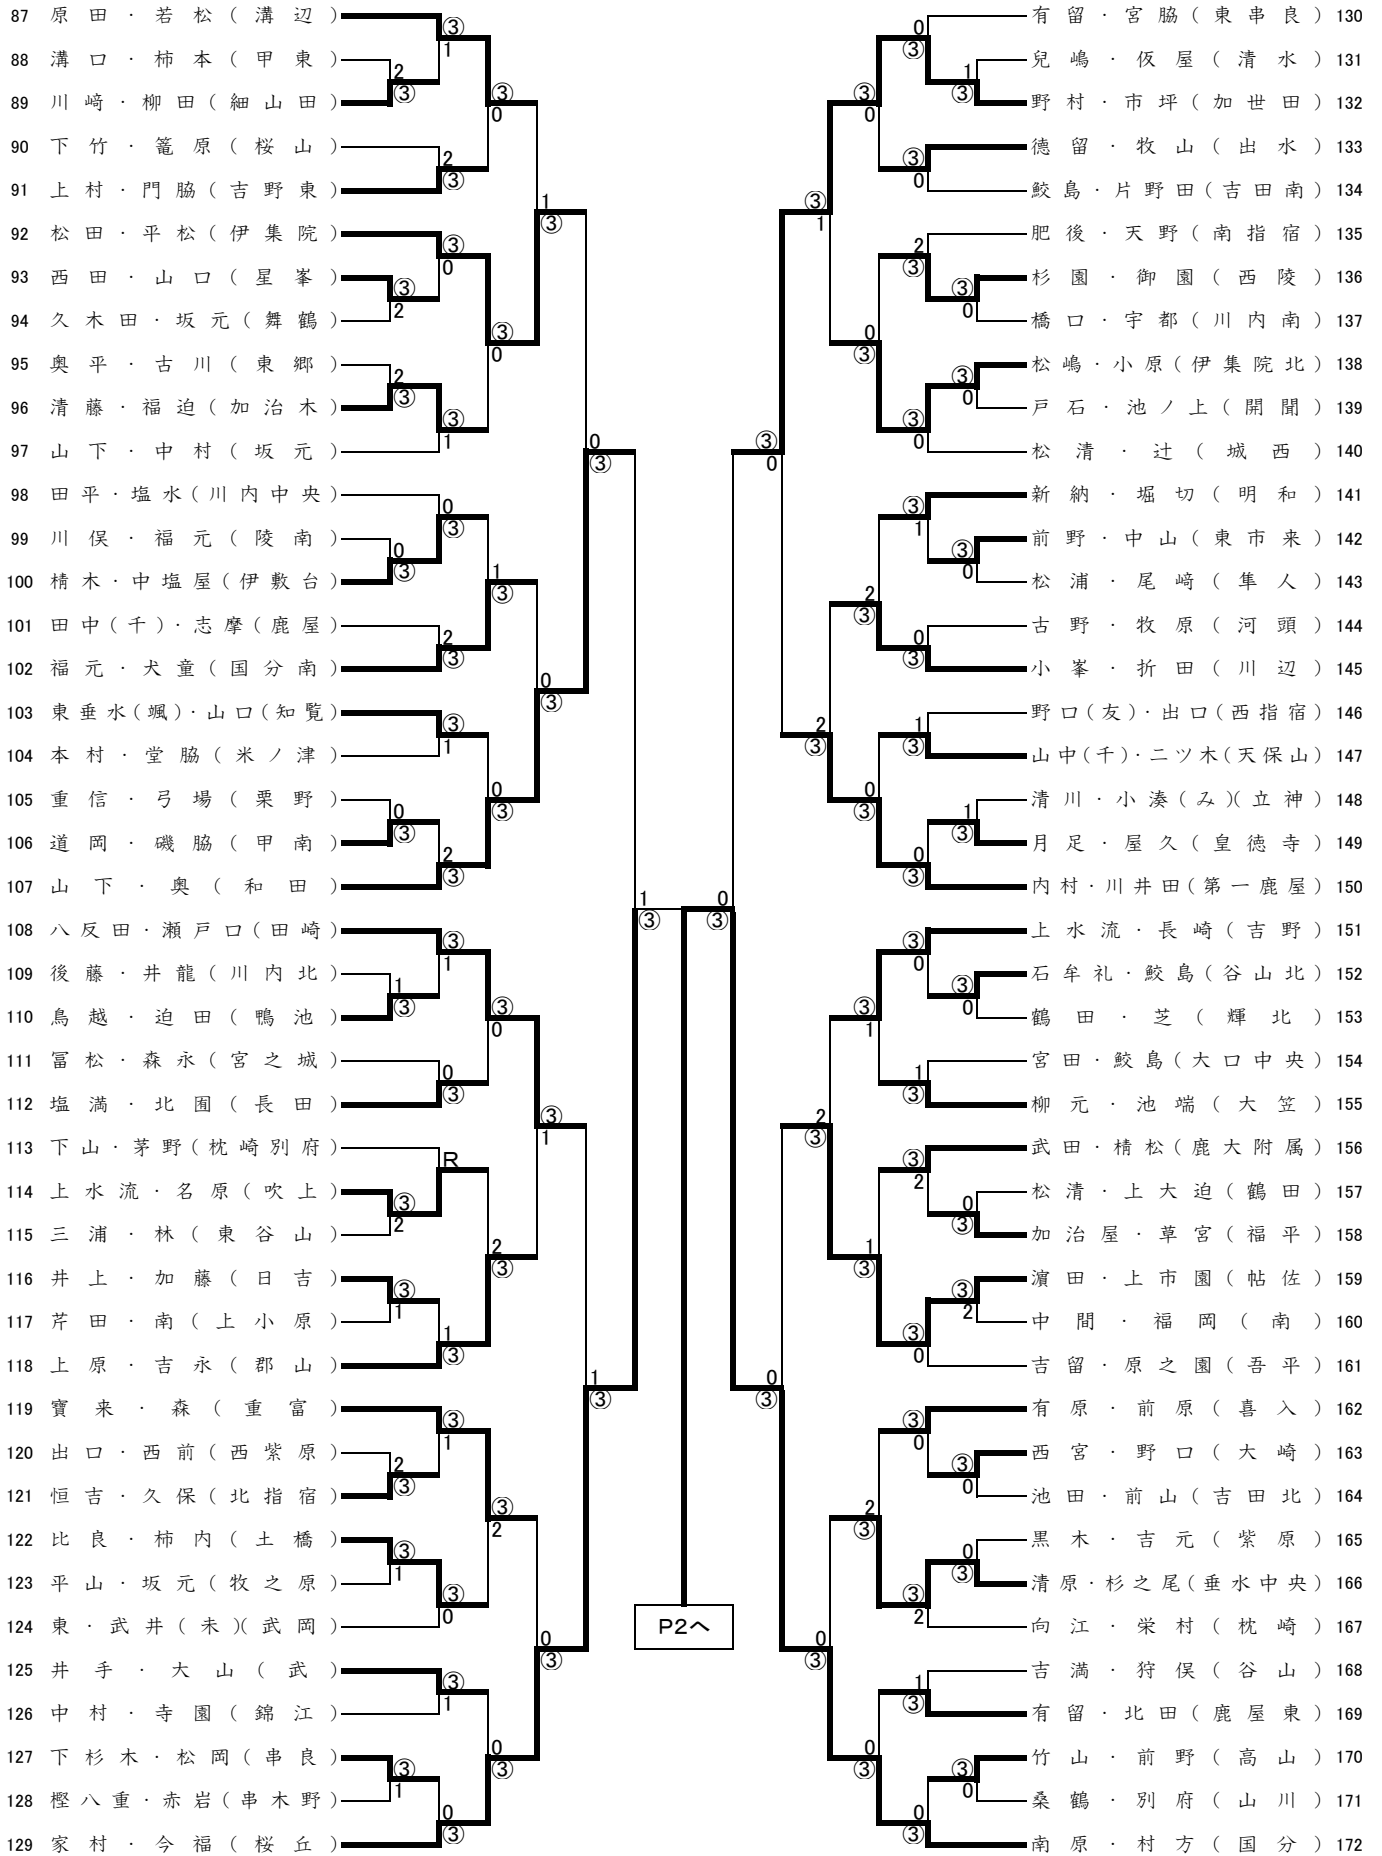 87 原田・若松(溝辺)
88 溝口・柿本(甲東)
89 川﨑・柳田(細山田)
90 下竹・篭原(桜山)
91 上村・門脇(吉野東)
92 松田・平松(伊集院)
93 西田・山口(星峯)
94 久木田・坂元(舞鶴)
95 奥平・古川(東郷)
96 清藤・福迫(加治木)
97 山下・中村(坂元)
98 田平・塩水(川内中央)
99 川俣・福元(陵南)
100 楮木・中塩屋(伊敷台)
101 田中(千)・志摩(鹿屋)
102 福元・犬童(国分南)
103 東垂水(颯)・山口(知覧)
104 本村・堂脇(米ノ津)
105 重信・弓場(栗野)
106 道岡・磯脇(甲南)
107 山下・奥(和田)
108 八反田・瀬戸口(田崎)
109 後藤・井龍(川内北)
110 鳥越・迫田(鴨池)
111 冨松・森永(宮之城)
112 塩満・北囿(長田)
113 下山・茅野(枕崎別府)
114 上水流・名原(吹上)
115 三浦・林(東谷山)
116 井上・加藤(日吉)
117 芹田・南(上小原)
118 上原・吉永(郡山)
119 寶来・森(重富)
120 出口・西前(西紫原)
121 恒吉・久保(北指宿)
122 比良・柿内(土橋)
123 平山・坂元(牧之原)
124 東・武井(未)(武岡)
125 井手・大山(武)
126 中村・寺園(錦江)
127 下杉木・松岡(串良)
128 樫八重・赤岩(串木野)
129 家村・今福(桜丘)
P2へ
有留・宮脇(東串良) 130
兒嶋・仮屋(清水) 131
野村・市坪(加世田) 132
徳留・牧山(出水) 133
鮫島・片野田(吉田南) 134
肥後・天野(南指宿) 135
杉園・御園(西陵) 136
橋口・宇都(川内南) 137
松嶋・小原(伊集院北) 138
戸石・池ノ上(開聞) 139
松清・辻(城西) 140
新納・堀切(明和) 141
前野・中山(東市来) 142
松浦・尾﨑(隼人) 143
古野・牧原(河頭) 144
小峯・折田(川辺) 145
野口(友)・出口(西指宿) 146
山中(千)・二ツ木(天保山) 147
清川・小湊(み)(立神) 148
月足・屋久(皇徳寺) 149
内村・川井田(第一鹿屋) 150
上水流・長崎(吉野) 151
石牟礼・鮫島(谷山北) 152
鶴田・芝(輝北) 153
宮田・鮫島(大口中央) 154
柳元・池端(大笠) 155
武田・楮松(鹿大附属) 156
松清・上大迫(鶴田) 157
加治屋・草宮(福平) 158
濵田・上市園(帖佐) 159
中間・福岡(南) 160
吉留・原之園(吾平) 161
有原・前原(喜入) 162
西宮・野口(大崎) 163
池田・前山(吉田北) 164
黒木・吉元(紫原) 165
清原・杉之尾(垂水中央) 166
向江・栄村(枕崎) 167
吉満・狩俣(谷山) 168
有留・北田(鹿屋東) 169
竹山・前野(高山) 170
桑鶴・別府(山川) 171
南原・村方(国分) 172